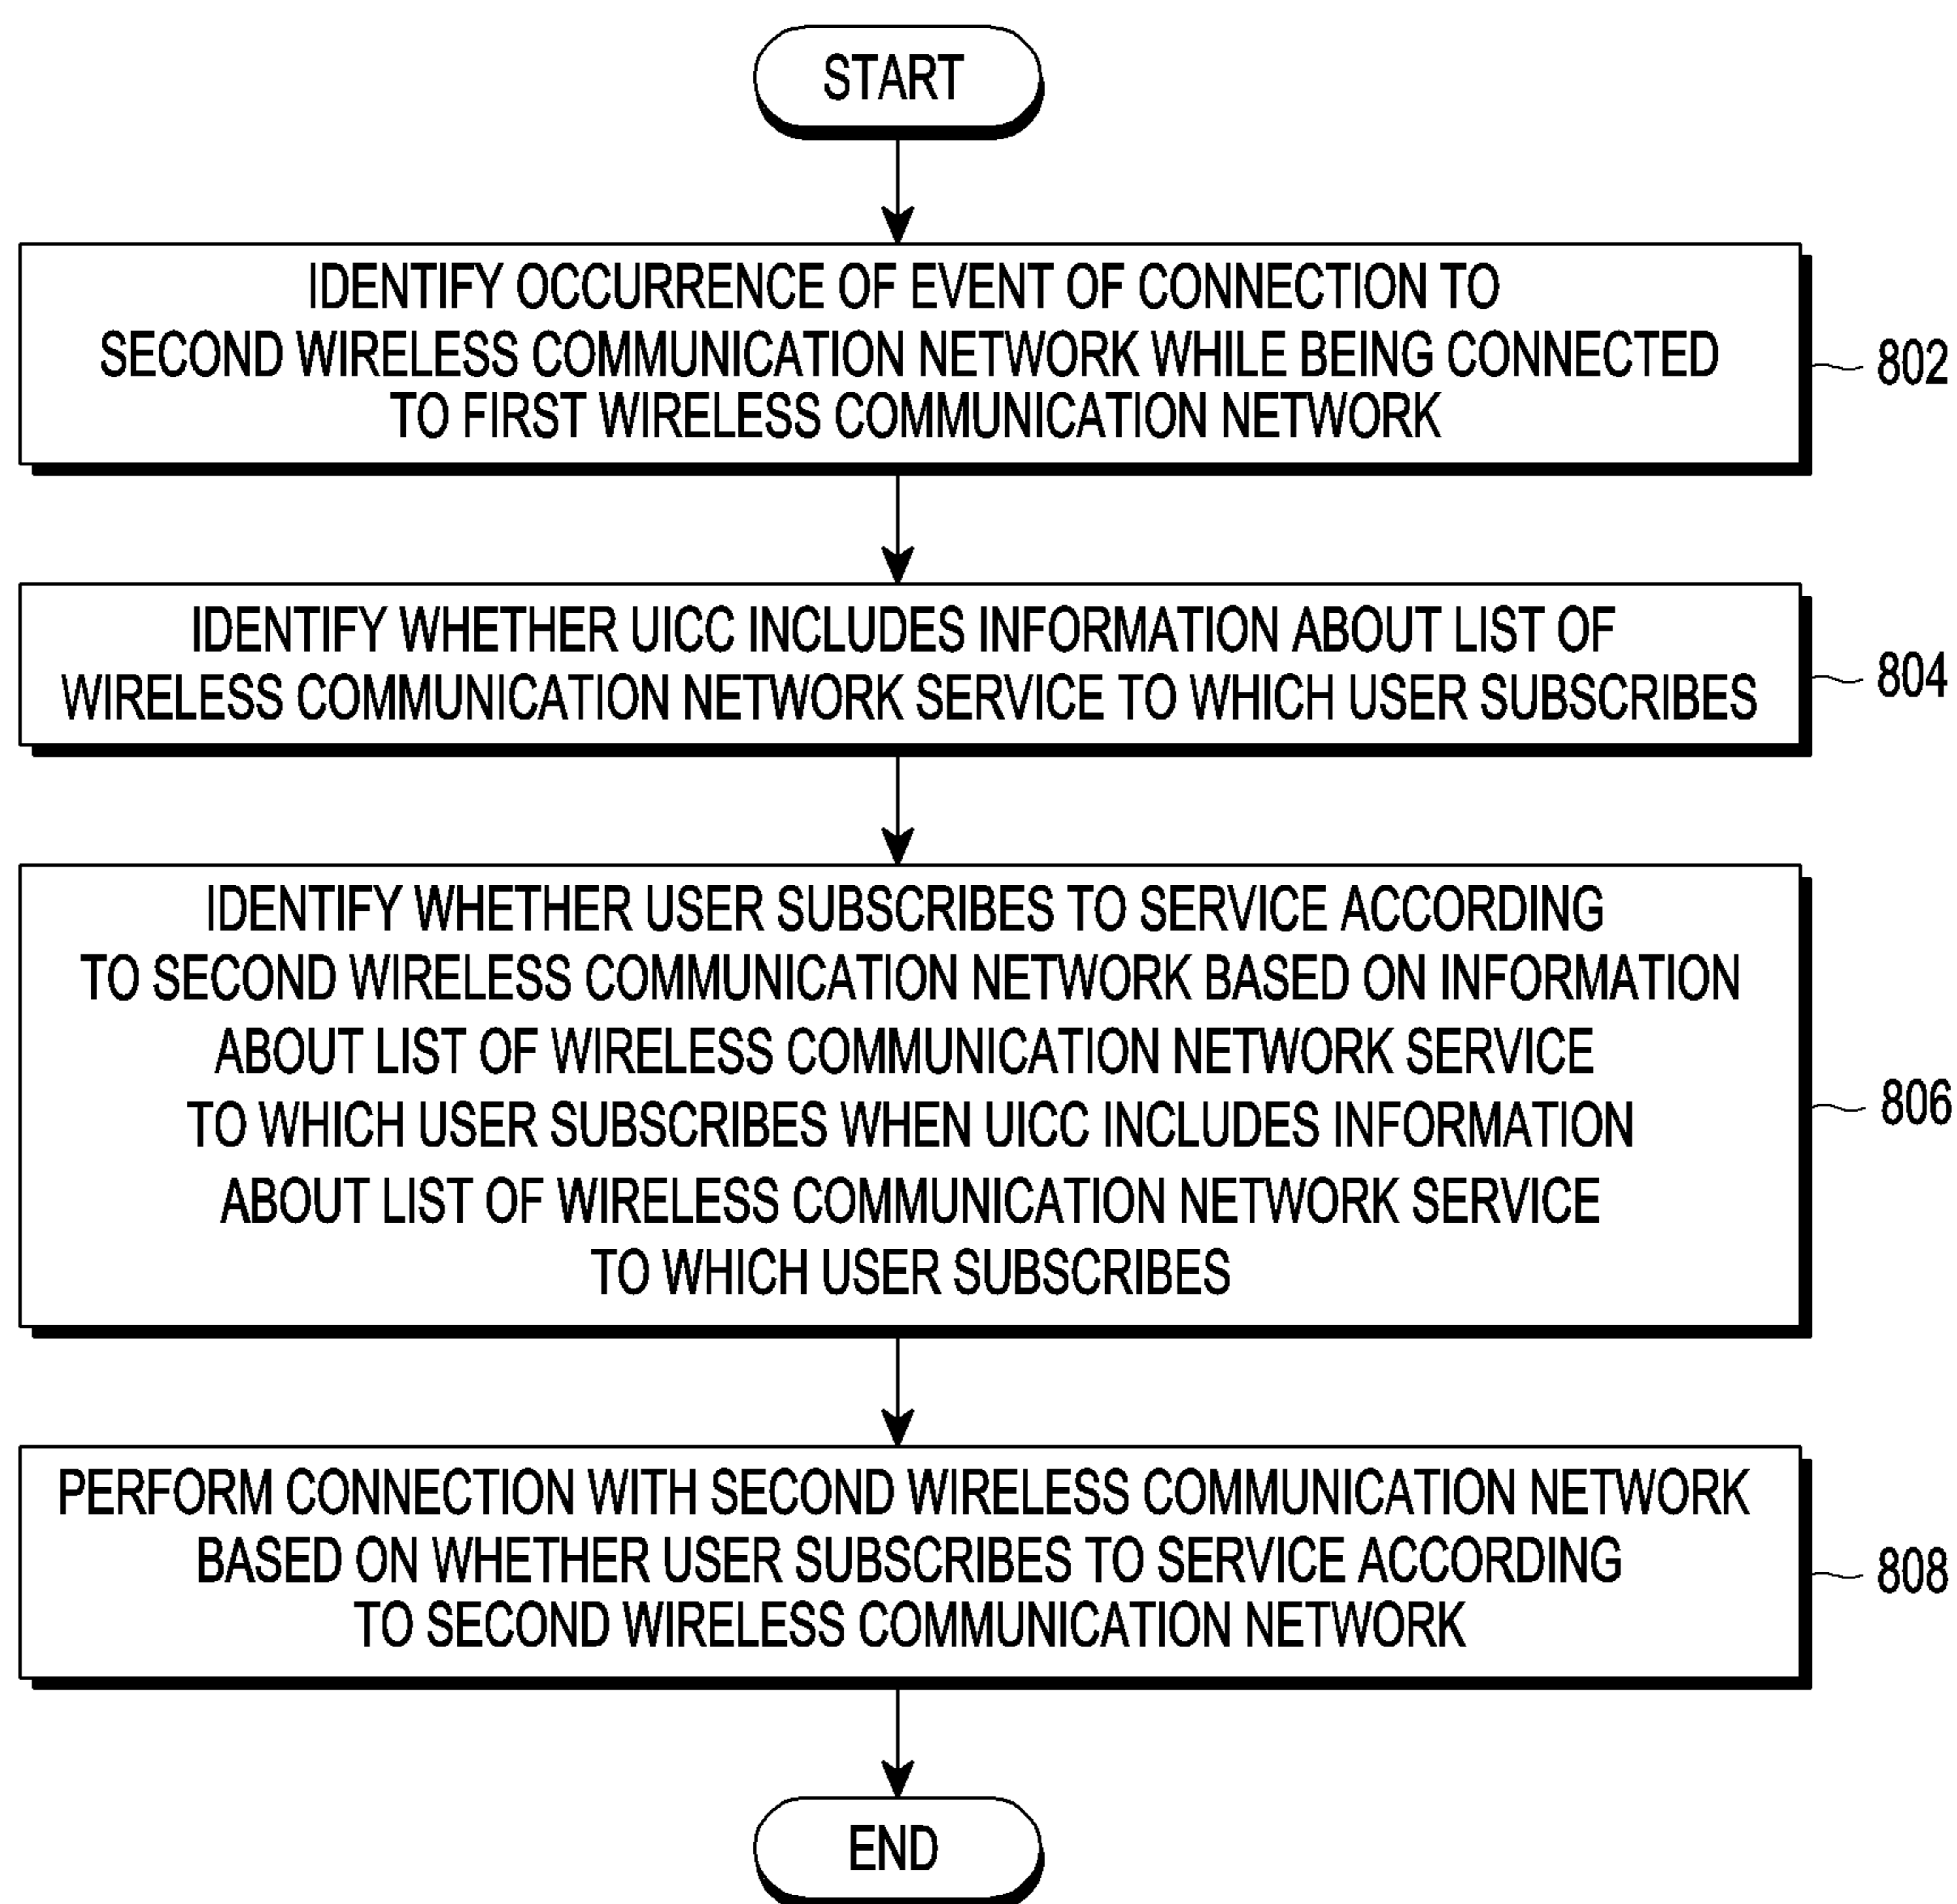 START
IDENTIFY OCCURRENCE OF EVENT OF CONNECTION TO
SECOND WIRELESS COMMUNICATION NETWORK WHILE BEING CONNECTED
TO FIRST WIRELESS COMMUNICATION NETWORK
802
IDENTIFY WHETHER UICC INCLUDES INFORMATION ABOUT LIST OF
WIRELESS COMMUNICATION NETWORK SERVICE TO WHICH USER SUBSCRIBES
804
IDENTIFY WHETHER USER SUBSCRIBES TO SERVICE ACCORDING
TO SECOND WIRELESS COMMUNICATION NETWORK BASED ON INFORMATION
ABOUT LIST OF WIRELESS COMMUNICATION NETWORK SERVICE
TO WHICH USER SUBSCRIBES WHEN UICC INCLUDES INFORMATION
ABOUT LIST OF WIRELESS COMMUNICATION NETWORK SERVICE
TO WHICH USER SUBSCRIBES
806
PERFORM CONNECTION WITH SECOND WIRELESS COMMUNICATION NETWORK
BASED ON WHETHER USER SUBSCRIBES TO SERVICE ACCORDING
TO SECOND WIRELESS COMMUNICATION NETWORK
808
END